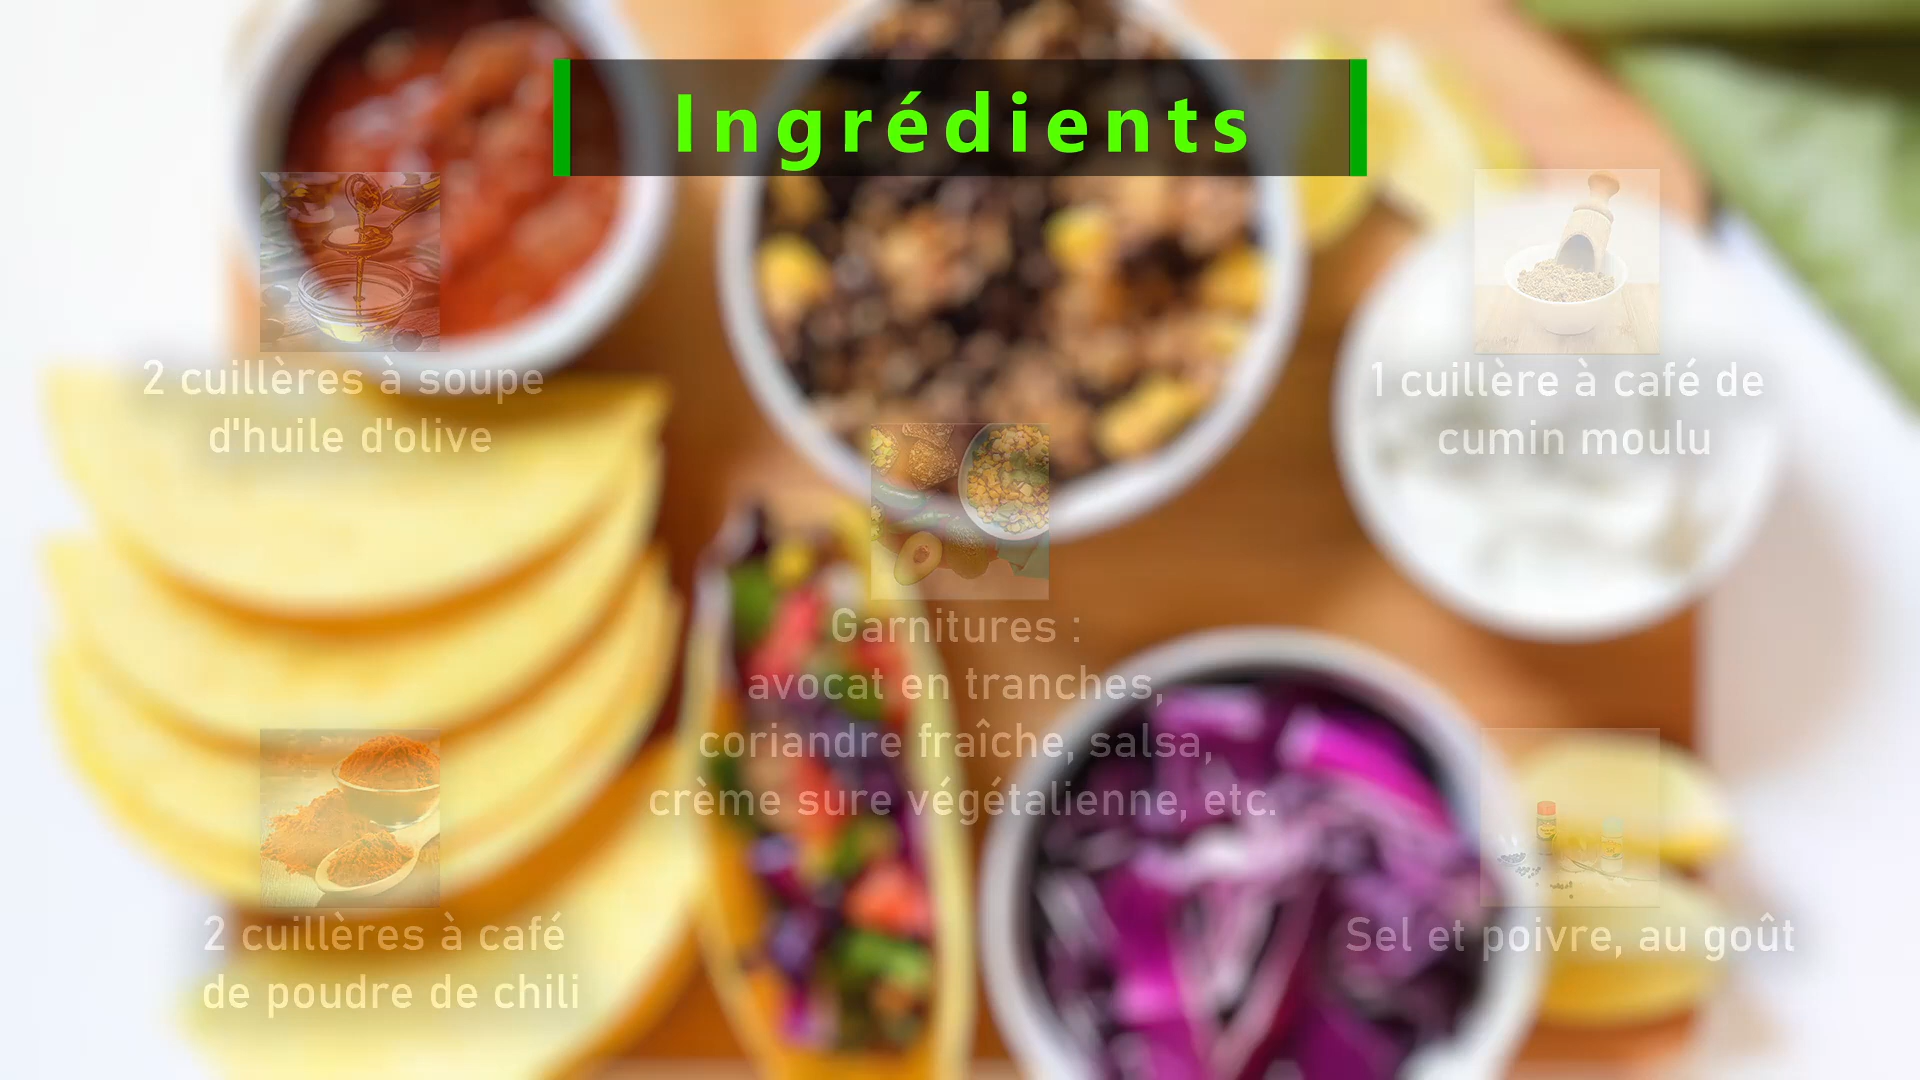 Ingrédients
2 cuillères à soupe
d'huile d'olive
1 cuillère à café de
cumin moulu
Garnitures :
avocat en tranches,
coriandre fraîche, salsa,
crème sure végétalienne, etc.
2 cuillères à café
de poudre de chili
Sel et poivre, au goût